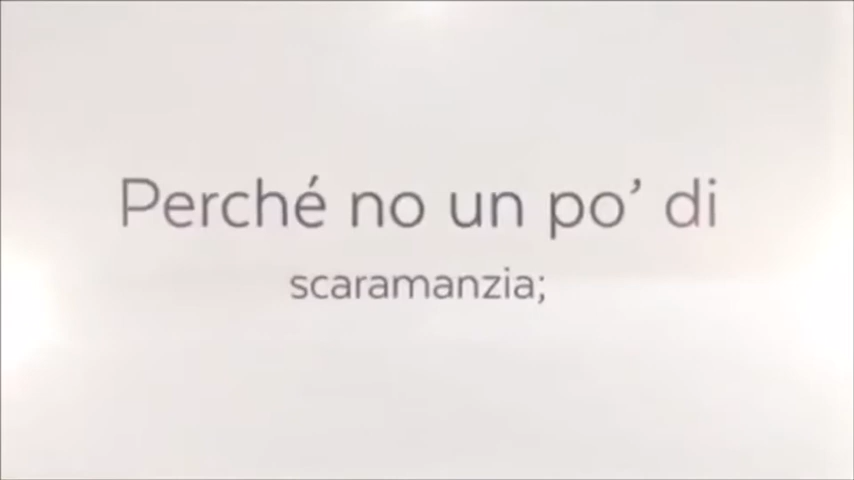 Perché no un po’ di
scaramanzia;